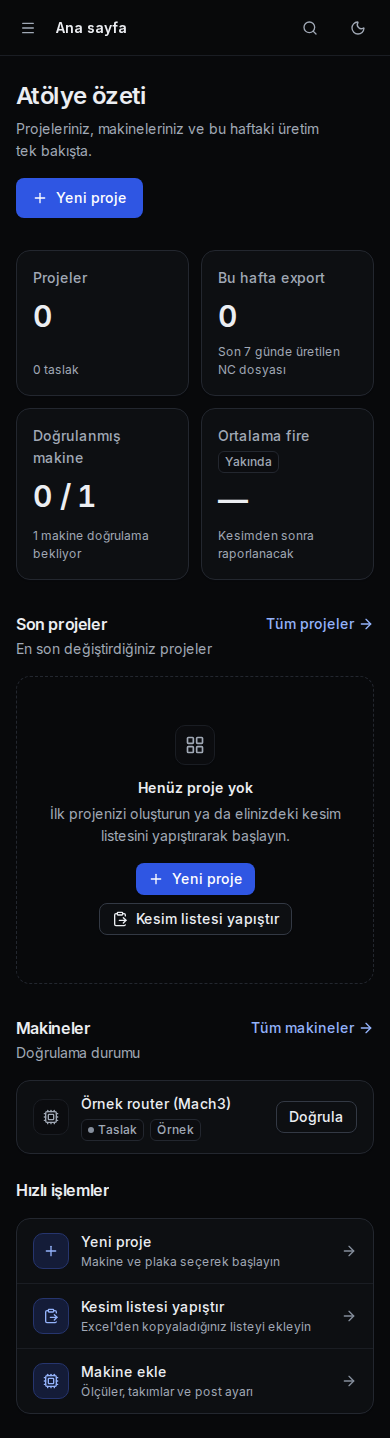 Ana sayfa
Atölye özeti
Projeleriniz, makineleriniz ve bu haftaki üretim
tek bakışta.
Yeni proje
Projeler
0
0 taslak
Bu hafta export
0
Son 7 günde üretilen
NC dosyası
Doğrulanmış
makine
0 / 1
1 makine doğrulama
bekliyor
Ortalama fire
Yakında
—
Kesimden sonra
raporlanacak
Son projeler
Tüm projeler
En son değiştirdiğiniz projeler
Henüz proje yok
İlk projenizi oluşturun ya da elinizdeki kesim
listesini yapıştırarak başlayın.
Yeni proje
Kesim listesi yapıştır
Makineler
Tüm makineler
Doğrulama durumu
Örnek router (Mach3)
Taslak
Örnek
Doğrula
Hızlı işlemler
Yeni proje
Makine ve plaka seçerek başlayın
Kesim listesi yapıştır
Excel'den kopyaladığınız listeyi ekleyin
Makine ekle
Ölçüler, takımlar ve post ayarı